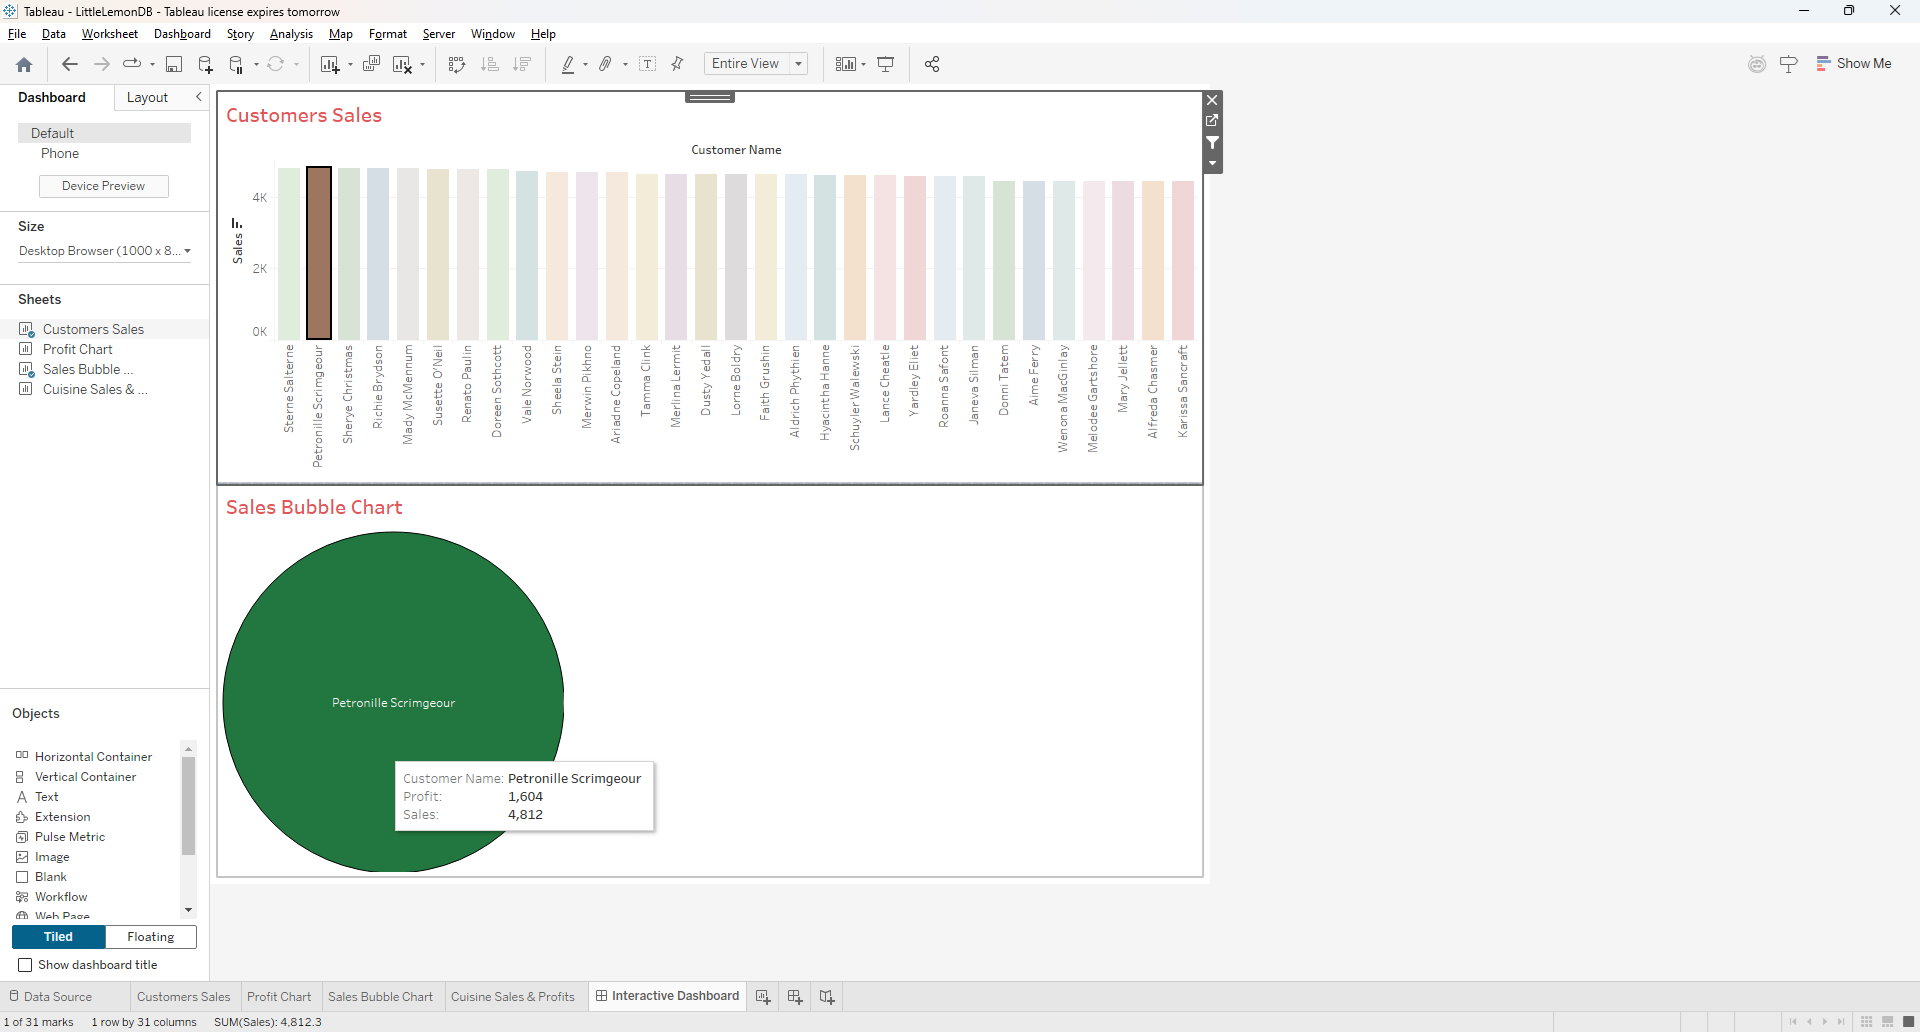 Tableau - LittleLemonDB - Tableau license expires tomorrow
File Data Worksheet Dashboard Story Analysis Map Format Server Window Help
Entire View
Show Me
Dashboard Layout
Default
Phone
Device Preview
Size
Desktop Browser (1000 x 8...
Sheets
Customers Sales
Profit Chart
Sales Bubble ...
Cuisine Sales & ...
Objects
Horizontal Container
Vertical Container
Text
Extension
Pulse Metric
Image
Blank
Workflow
Web Page
Tiled Floating
Show dashboard title
Customers Sales
Customer Name
Sales
4K
2K
0K
Sterne Salterne
Petronille Scrimgeour
Sherye Christmas
Richie Brydson
Mady McMennum
Susette O'Neil
Renato Paulin
Doreen Sothcott
Vale Norwood
Sheela Stein
Merwin Pikhno
Ariadne Copeland
Tamma Clink
Merlina Lermit
Dusty Yedall
Lorne Boldry
Faith Grushin
Aldrich Phythien
Hyacintha Hanne
Schuyler Walewski
Lance Cheatle
Yardley Eliet
Roanna Safont
Janeva Silman
Donni Tatem
Aime Ferry
Wenona MacGinlay
Melodee Gartshore
Mary Jellett
Alfreda Chasmer
Karissa Sancraft
Sales Bubble Chart
Petronille Scrimgeour
Customer Name: Petronille Scrimgeour
Profit: 1,604
Sales: 4,812
Data Source Customers Sales Profit Chart Sales Bubble Chart Cuisine Sales & Profits Interactive Dashboard
1 of 31 marks 1 row by 31 columns SUM(Sales): 4,812.3